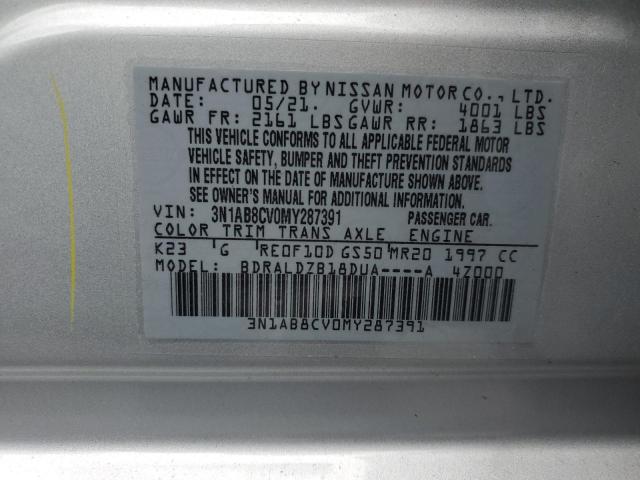 MANUFACTURED BY NISSAN MOTOR CO., LTD.
DATE: 05/21. GVWR: 4001 LBS
GAWR FR: 2161 LBS GAWR RR: 1863 LBS
THIS VEHICLE CONFORMS TO ALL APPLICABLE FEDERAL MOTOR
VEHICLE SAFETY, BUMPER AND THEFT PREVENTION STANDARDS
IN EFFECT ON THE DATE OF MANUFACTURE SHOWN ABOVE.
SEE OWNER'S MANUAL FOR ADDITIONAL INFORMATION
VIN: 3N1AB8CV0MY287391 PASSENGER CAR.
COLOR TRIM TRANS AXLE ENGINE
K23 G RE0F10D GS50 MR20 1997 CC
MODEL: BDRALDZB18DUA----A 4Z000
3N1AB8CV0MY287391